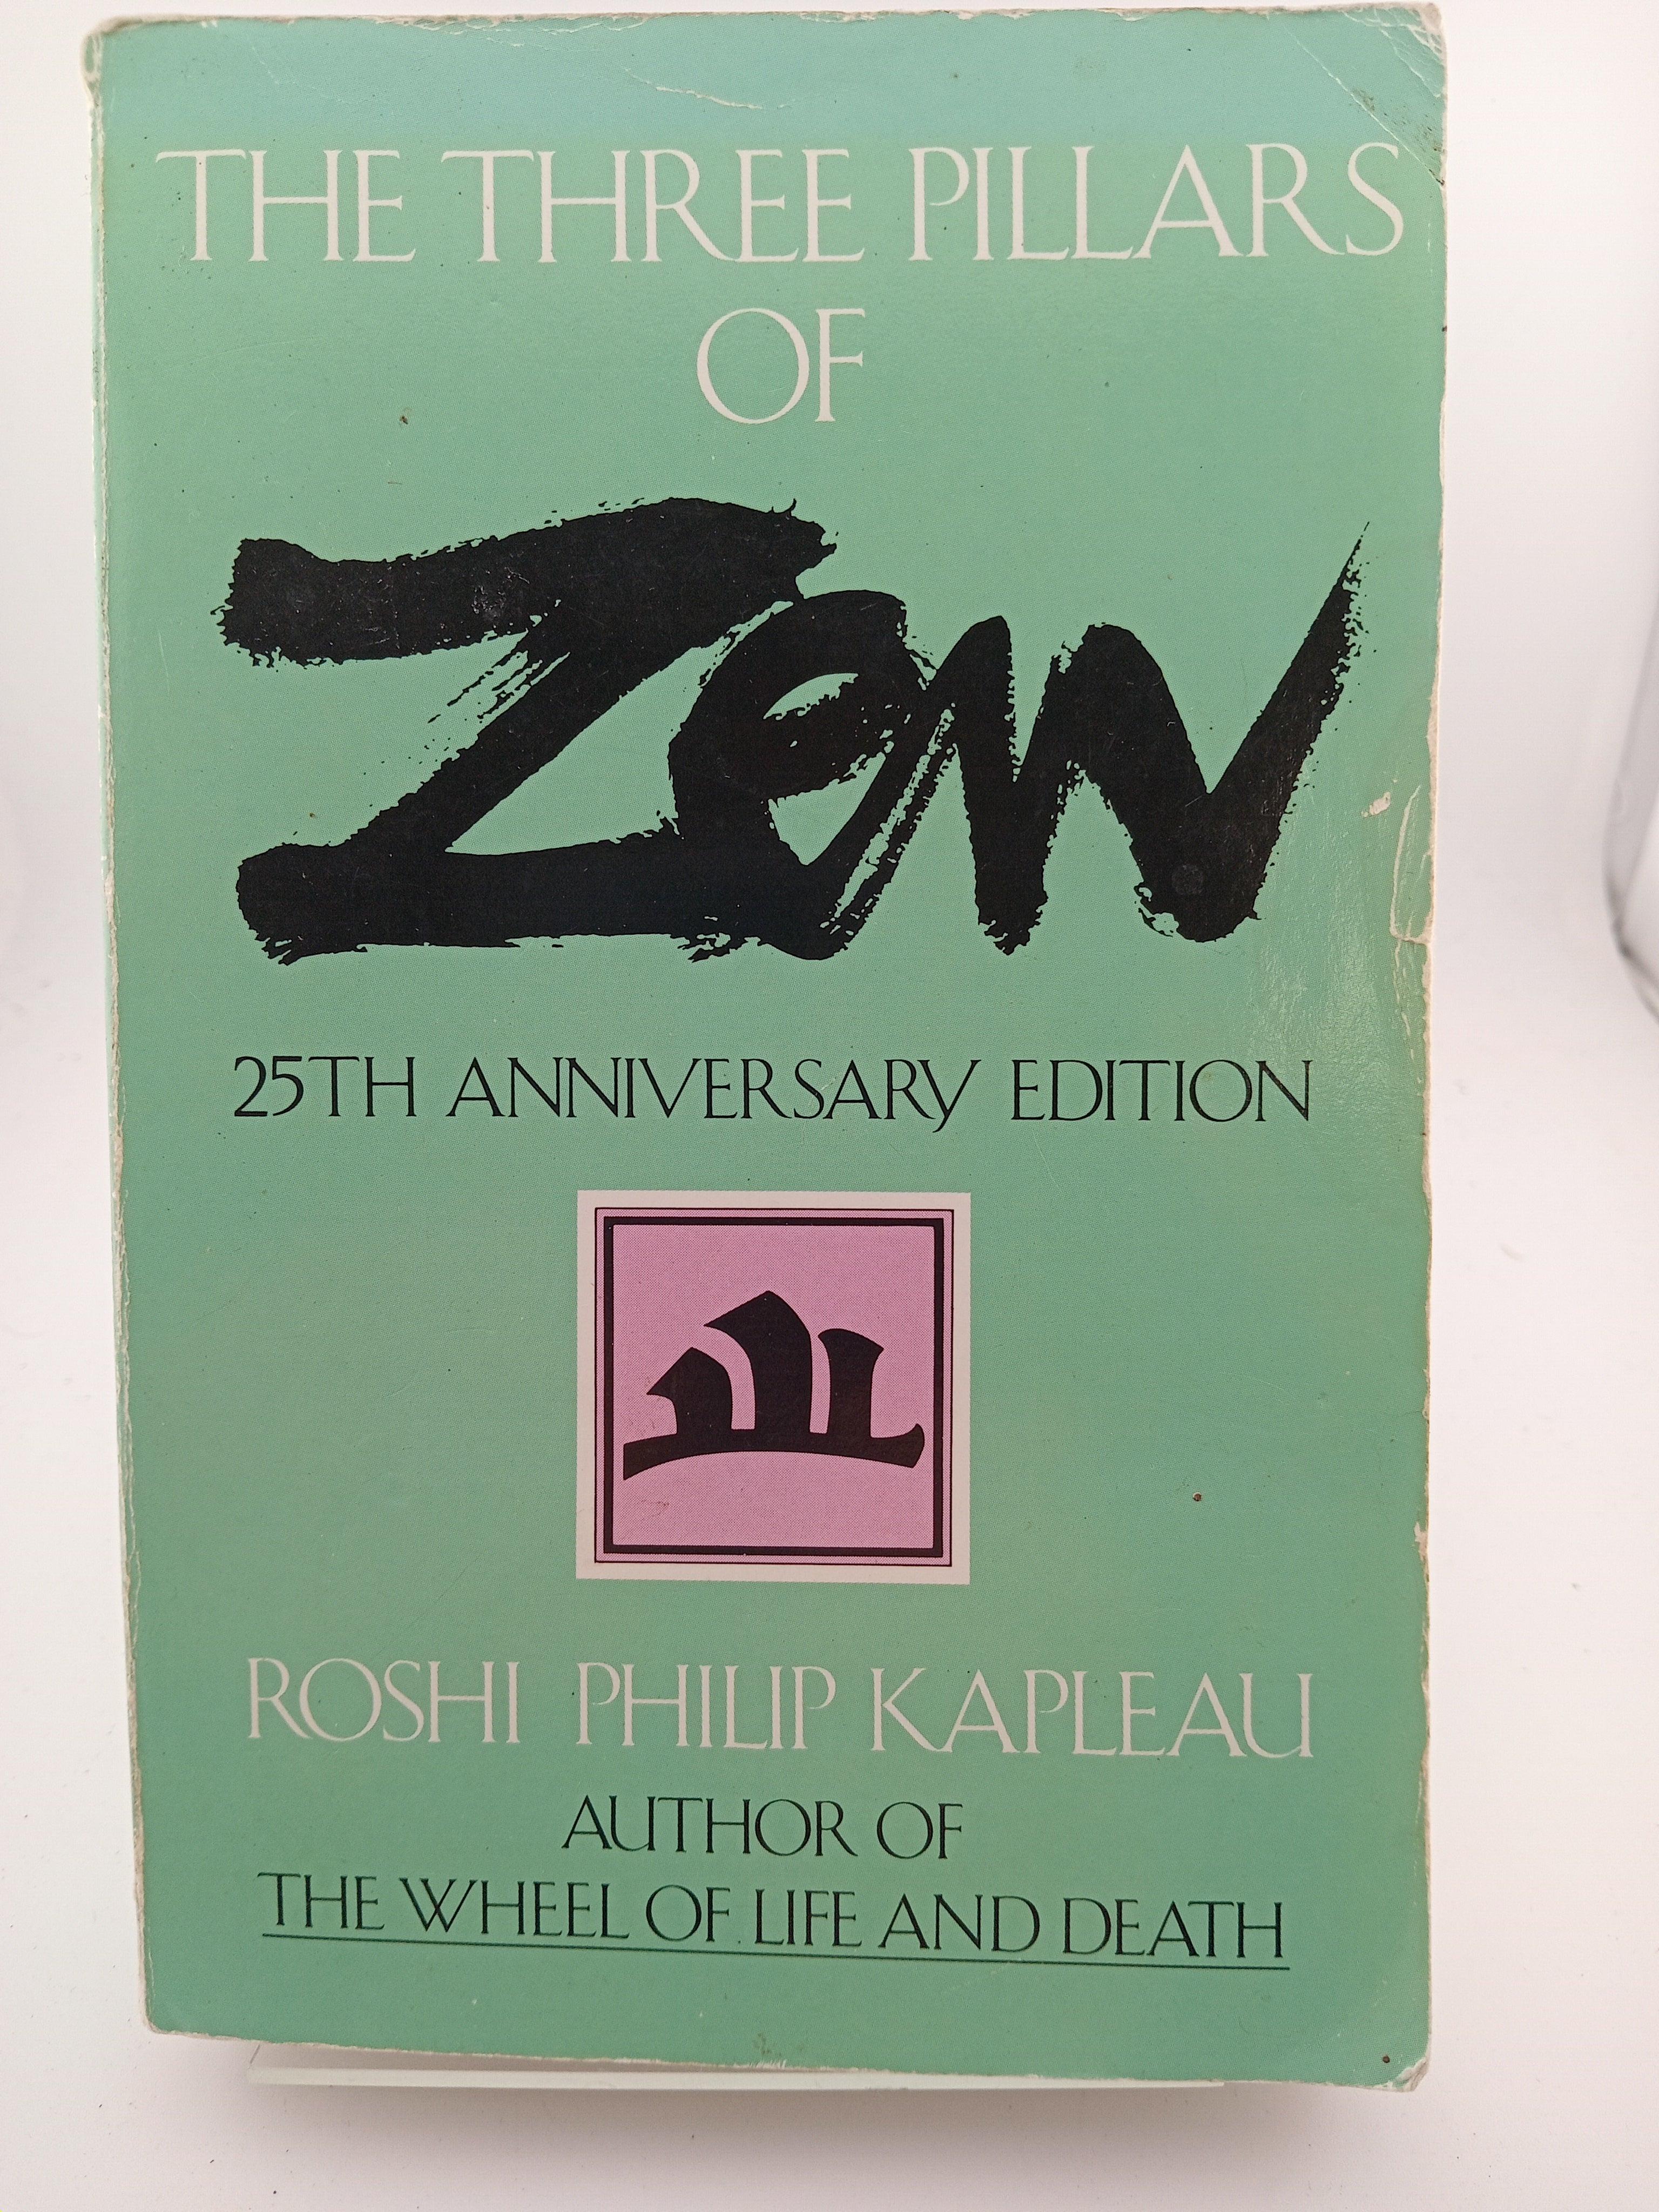 THE THREE PILLARS
OF
Zen
25TH ANNIVERSARY EDITION
ROSHI PHILIP KAPLEAU
AUTHOR OF
THE WHEEL OF LIFE AND DEATH